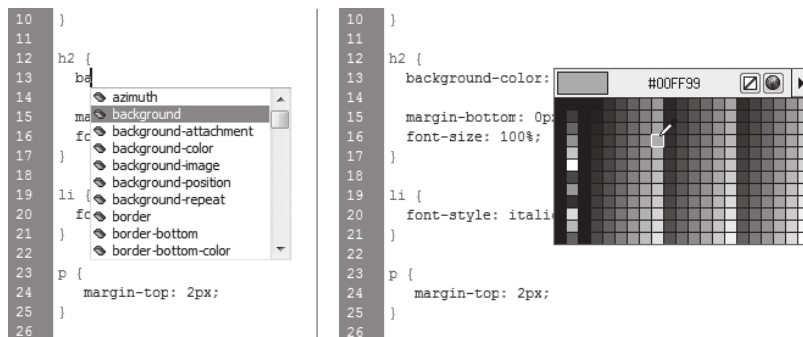 10 }
11
12 h2 {
13 ba
14
15 ma
16 fo
17 }
18
19 li {
20 fo
21 }
22
23 p {
24 margin-top: 2px;
25 }
26
azimuth
background
background-attachment
background-color
background-image
background-position
background-repeat
border
border-bottom
border-bottom-color
10 }
11
12 h2 {
13 background-color:
14
15 margin-bottom: 0px
16 font-size: 100%;
17 }
18
19 li {
20 font-style: itali
21 }
22
23 p {
24 margin-top: 2px;
25 }
26
#00FF99